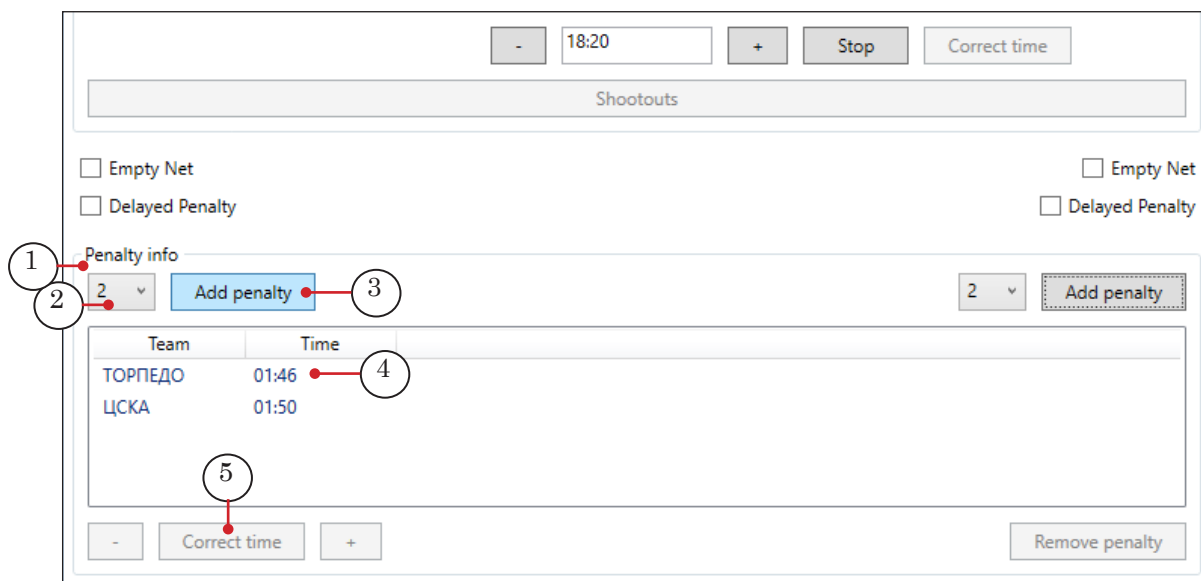 - 18:20 + Stop Correct time
Shootouts
Empty Net Empty Net
Delayed Penalty Delayed Penalty
1 Penalty info
2 Add penalty 3 2 Add penalty
2
Team Time
ТОРПЕДО 01:46 4
ЦСКА 01:50
5
- Correct time + Remove penalty